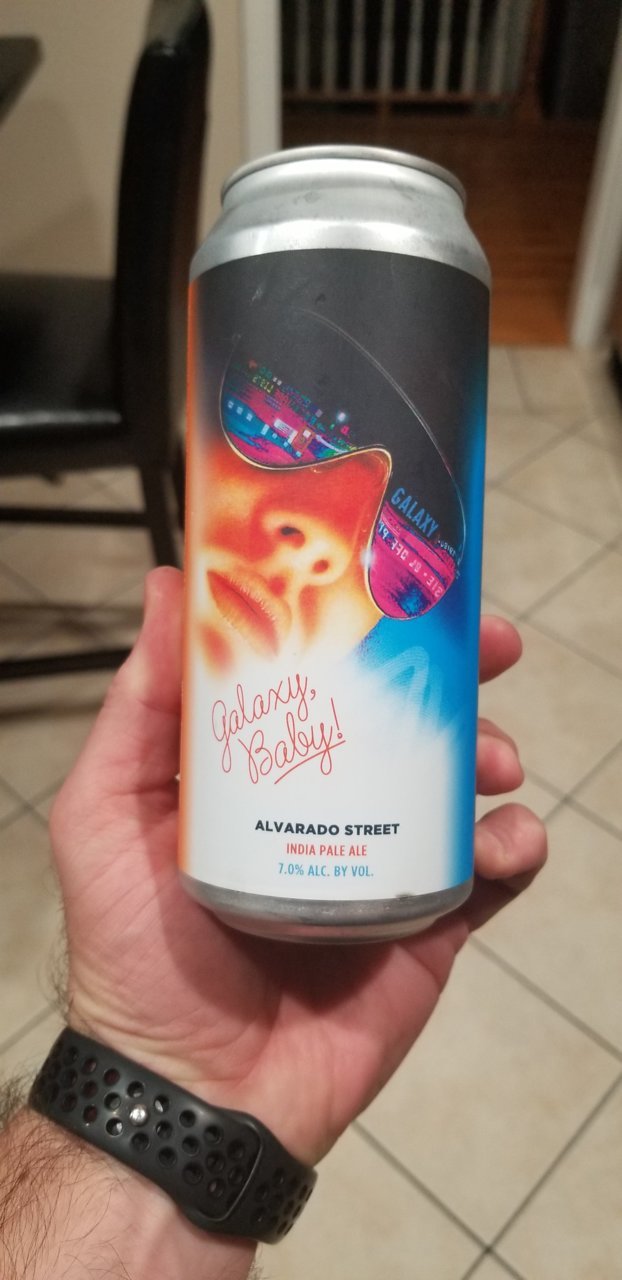 GALAXY
Galaxy,
Baby!
ALVARADO STREET
INDIA PALE ALE
7.0% ALC. BY VOL.